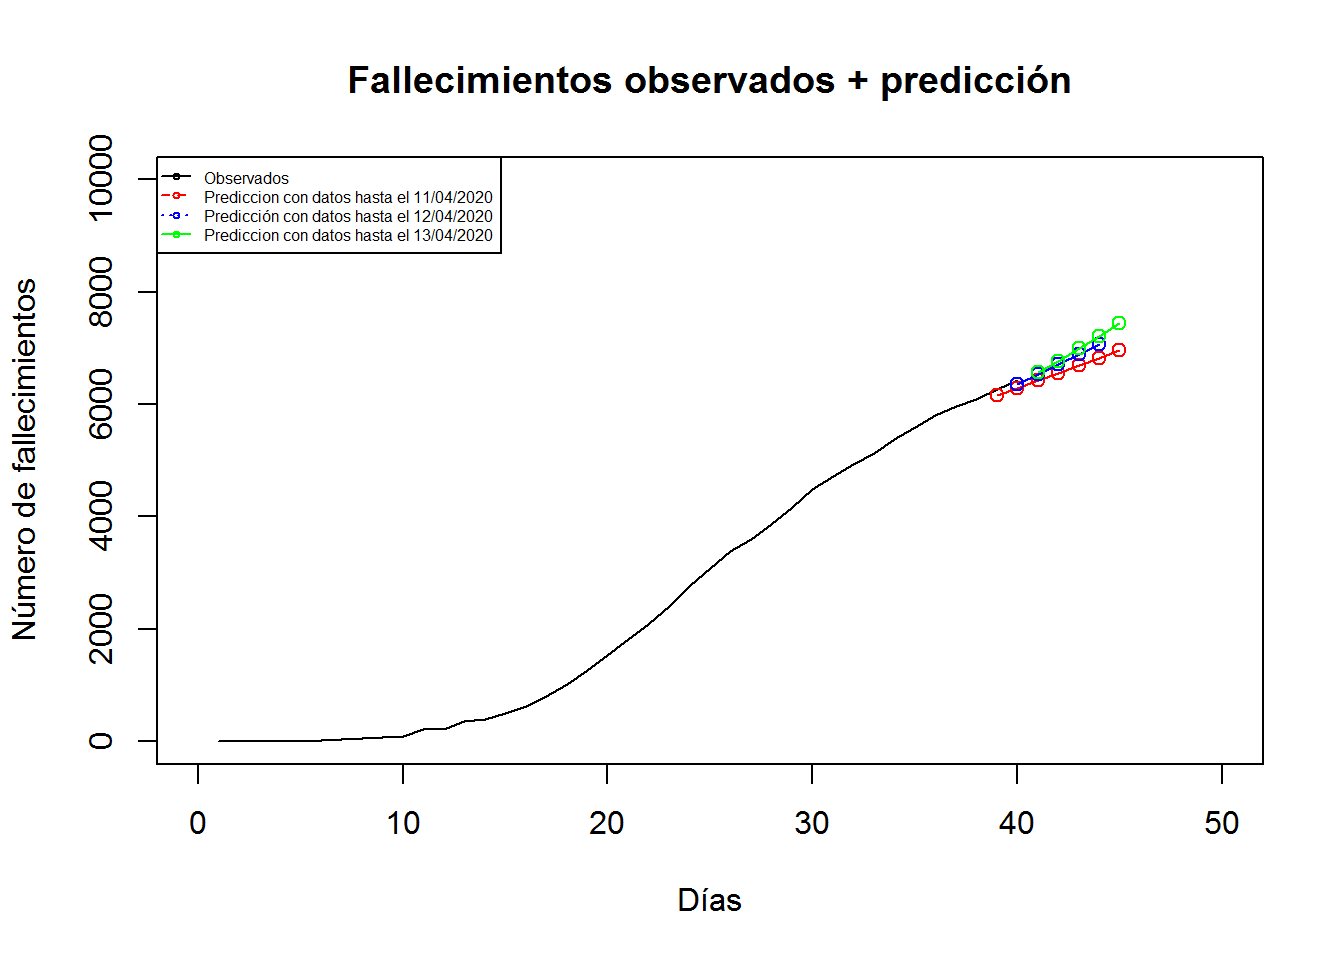 Fallecimientos observados + predicción
Observados
Prediccion con datos hasta el 11/04/2020
Predicción con datos hasta el 12/04/2020
Prediccion con datos hasta el 13/04/2020
Número de fallecimientos
10000
8000
6000
4000
2000
0
0 10 20 30 40 50
Días